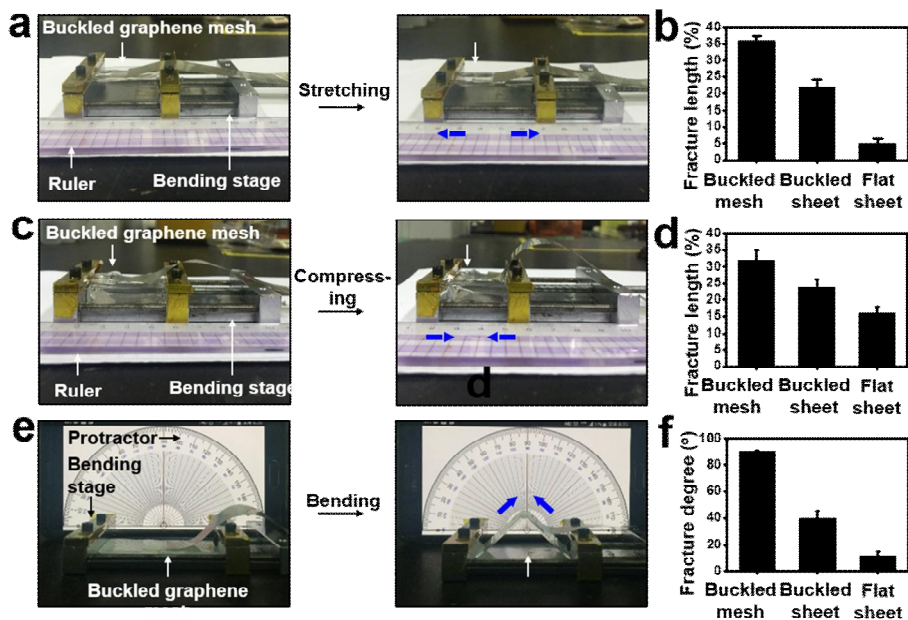 a
Buckled graphene mesh
Ruler
Bending stage
Stretching
b
Fracture length (%)
40
35
30
25
20
15
10
5
0
Buckled mesh
Buckled sheet
Flat sheet
c
Buckled graphene mesh
Ruler
Bending stage
Compress-
ing
d
d
Fracture length (%)
40
35
30
25
20
15
10
5
0
Buckled mesh
Buckled sheet
Flat sheet
e
Protractor
Bending
stage
Buckled graphene
Bending
f
Fracture degree (°)
100
80
60
40
20
0
Buckled mesh
Buckled sheet
Flat sheet